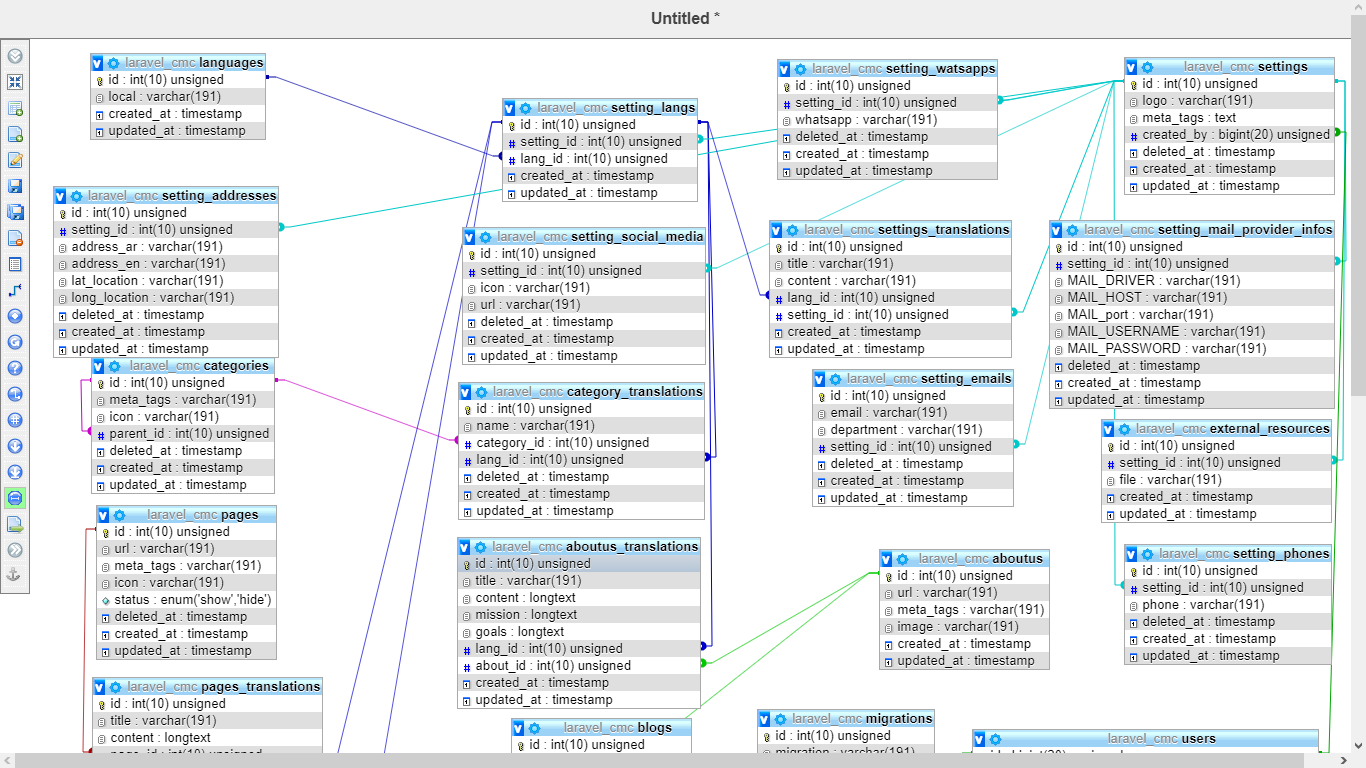 Untitled *
laravel_cmc languages
id : int(10) unsigned
local : varchar(191)
created_at : timestamp
updated_at : timestamp
laravel_cmc setting_langs
id : int(10) unsigned
setting_id : int(10) unsigned
lang_id : int(10) unsigned
created_at : timestamp
updated_at : timestamp
laravel_cmc setting_watsapps
id : int(10) unsigned
setting_id : int(10) unsigned
whatsapp : varchar(191)
deleted_at : timestamp
created_at : timestamp
updated_at : timestamp
laravel_cmc settings
id : int(10) unsigned
logo : varchar(191)
meta_tags : text
created_by : bigint(20) unsigned
deleted_at : timestamp
created_at : timestamp
updated_at : timestamp
laravel_cmc setting_addresses
id : int(10) unsigned
setting_id : int(10) unsigned
address_ar : varchar(191)
address_en : varchar(191)
lat_location : varchar(191)
long_location : varchar(191)
deleted_at : timestamp
created_at : timestamp
updated_at : timestamp
laravel_cmc setting_social_media
id : int(10) unsigned
setting_id : int(10) unsigned
icon : varchar(191)
url : varchar(191)
deleted_at : timestamp
created_at : timestamp
updated_at : timestamp
laravel_cmc settings_translations
id : int(10) unsigned
title : varchar(191)
content : varchar(191)
lang_id : int(10) unsigned
setting_id : int(10) unsigned
created_at : timestamp
updated_at : timestamp
laravel_cmc setting_mail_provider_infos
id : int(10) unsigned
setting_id : int(10) unsigned
MAIL_DRIVER : varchar(191)
MAIL_HOST : varchar(191)
MAIL_port : varchar(191)
MAIL_USERNAME : varchar(191)
MAIL_PASSWORD : varchar(191)
deleted_at : timestamp
created_at : timestamp
updated_at : timestamp
laravel_cmc categories
id : int(10) unsigned
meta_tags : varchar(191)
icon : varchar(191)
parent_id : int(10) unsigned
deleted_at : timestamp
created_at : timestamp
updated_at : timestamp
laravel_cmc category_translations
id : int(10) unsigned
name : varchar(191)
category_id : int(10) unsigned
lang_id : int(10) unsigned
deleted_at : timestamp
created_at : timestamp
updated_at : timestamp
laravel_cmc setting_emails
id : int(10) unsigned
email : varchar(191)
department : varchar(191)
setting_id : int(10) unsigned
deleted_at : timestamp
created_at : timestamp
updated_at : timestamp
laravel_cmc external_resources
id : int(10) unsigned
setting_id : int(10) unsigned
file : varchar(191)
created_at : timestamp
updated_at : timestamp
laravel_cmc pages
id : int(10) unsigned
url : varchar(191)
meta_tags : varchar(191)
icon : varchar(191)
status : enum('show','hide')
deleted_at : timestamp
created_at : timestamp
updated_at : timestamp
laravel_cmc aboutus_translations
id : int(10) unsigned
title : varchar(191)
content : longtext
mission : longtext
goals : longtext
lang_id : int(10) unsigned
about_id : int(10) unsigned
created_at : timestamp
updated_at : timestamp
laravel_cmc aboutus
id : int(10) unsigned
url : varchar(191)
meta_tags : varchar(191)
image : varchar(191)
created_at : timestamp
updated_at : timestamp
laravel_cmc setting_phones
id : int(10) unsigned
setting_id : int(10) unsigned
phone : varchar(191)
deleted_at : timestamp
created_at : timestamp
updated_at : timestamp
laravel_cmc pages_translations
id : int(10) unsigned
title : varchar(191)
content : longtext
laravel_cmc blogs
id : int(10) unsigned
laravel_cmc migrations
id : int(10) unsigned
migration : varchar(191)
laravel_cmc users